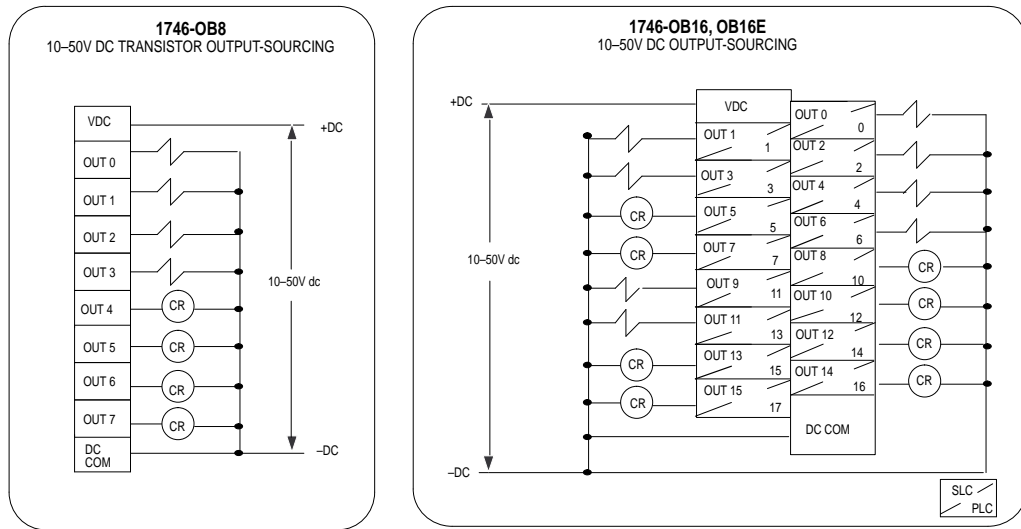 1746-OB8
10–50V DC TRANSISTOR OUTPUT-SOURCING
VDC
+DC
OUT 0
OUT 1
OUT 2
OUT 3
10–50V dc
OUT 4
CR
OUT 5
CR
OUT 6
CR
OUT 7
CR
DC
COM
–DC
1746-OB16, OB16E
10–50V DC OUTPUT-SOURCING
+DC
VDC
OUT 0
0
OUT 1
1
OUT 2
2
OUT 3
3
OUT 4
4
CR
OUT 5
5
OUT 6
6
10–50V dc
CR
OUT 7
7
OUT 8
10
CR
OUT 9
11
OUT 10
12
CR
OUT 11
13
OUT 12
14
CR
CR
OUT 13
15
OUT 14
16
CR
CR
OUT 15
17
DC COM
–DC
SLC
PLC